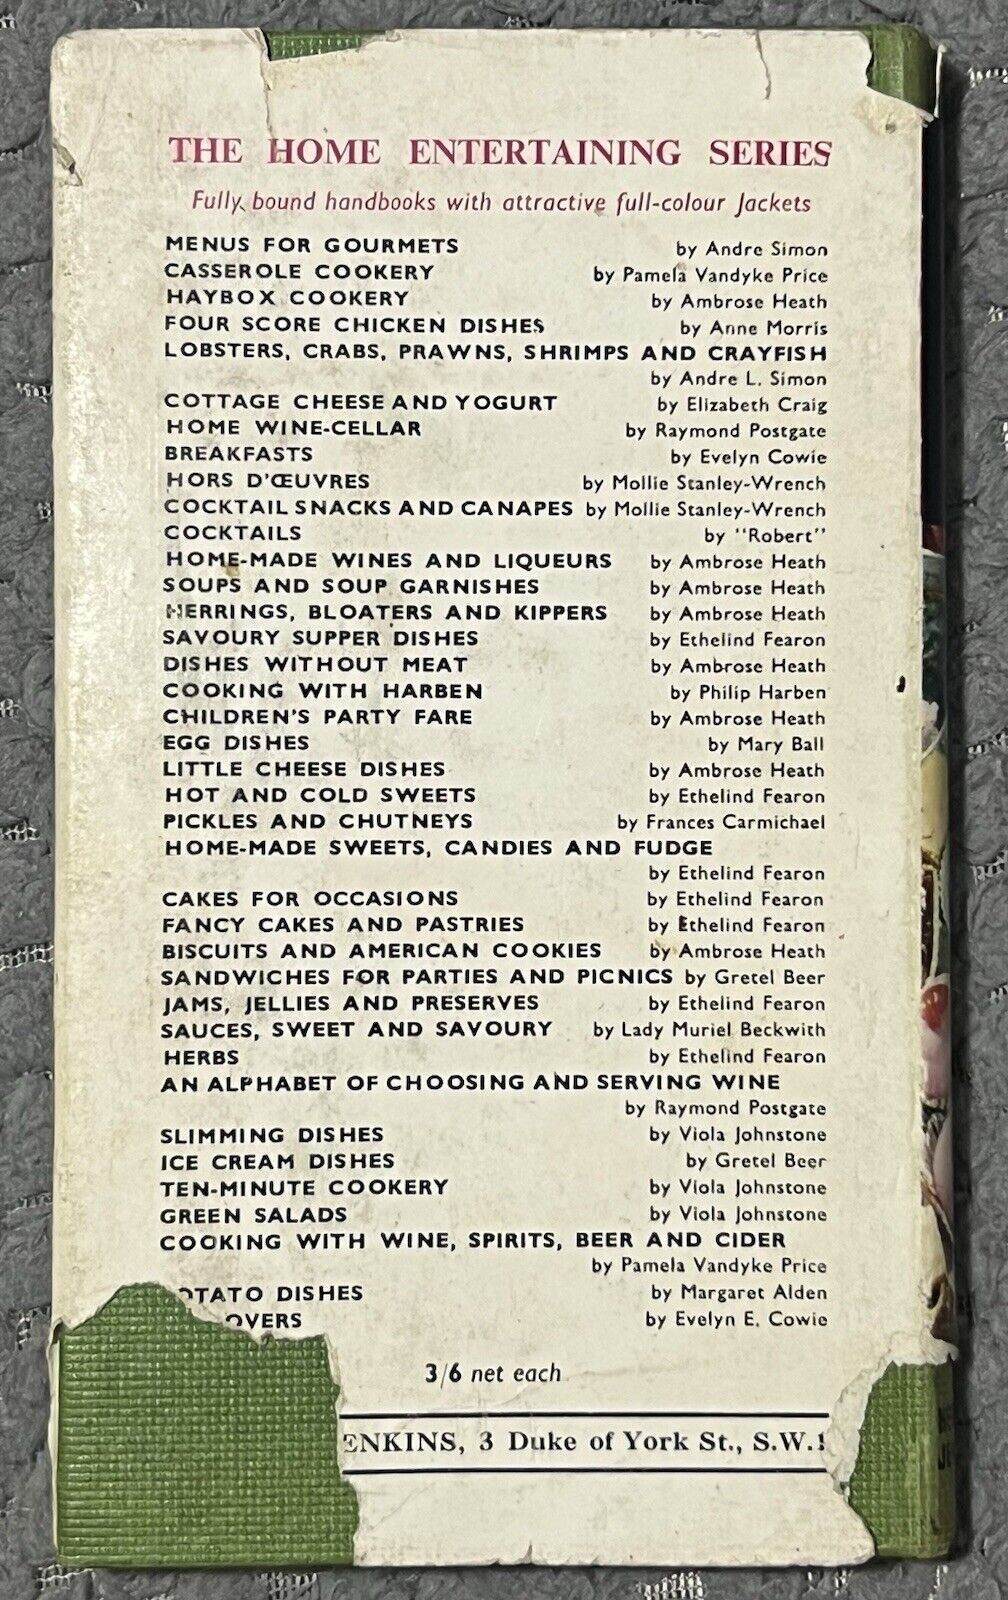 THE HOME ENTERTAINING SERIES
Fully bound handbooks with attractive full-colour Jackets
MENUS FOR GOURMETS by Andre Simon
CASSEROLE COOKERY by Pamela Vandyke Price
HAYBOX COOKERY by Ambrose Heath
FOUR SCORE CHICKEN DISHES by Anne Morris
LOBSTERS, CRABS, PRAWNS, SHRIMPS AND CRAYFISH
by Andre L. Simon
COTTAGE CHEESE AND YOGURT by Elizabeth Craig
HOME WINE-CELLAR by Raymond Postgate
BREAKFASTS by Evelyn Cowie
HORS D'ŒUVRES by Mollie Stanley-Wrench
COCKTAIL SNACKS AND CANAPES by Mollie Stanley-Wrench
COCKTAILS by "Robert"
HOME-MADE WINES AND LIQUEURS by Ambrose Heath
SOUPS AND SOUP GARNISHES by Ambrose Heath
HERRINGS, BLOATERS AND KIPPERS by Ambrose Heath
SAVOURY SUPPER DISHES by Ethelind Fearon
DISHES WITHOUT MEAT by Ambrose Heath
COOKING WITH HARBEN by Philip Harben
CHILDREN'S PARTY FARE by Ambrose Heath
EGG DISHES by Mary Ball
LITTLE CHEESE DISHES by Ambrose Heath
HOT AND COLD SWEETS by Ethelind Fearon
PICKLES AND CHUTNEYS by Frances Carmichael
HOME-MADE SWEETS, CANDIES AND FUDGE
by Ethelind Fearon
CAKES FOR OCCASIONS by Ethelind Fearon
FANCY CAKES AND PASTRIES by Ethelind Fearon
BISCUITS AND AMERICAN COOKIES by Ambrose Heath
SANDWICHES FOR PARTIES AND PICNICS by Gretel Beer
JAMS, JELLIES AND PRESERVES by Ethelind Fearon
SAUCES, SWEET AND SAVOURY by Lady Muriel Beckwith
HERBS by Ethelind Fearon
AN ALPHABET OF CHOOSING AND SERVING WINE
by Raymond Postgate
SLIMMING DISHES by Viola Johnstone
ICE CREAM DISHES by Gretel Beer
TEN-MINUTE COOKERY by Viola Johnstone
GREEN SALADS by Viola Johnstone
COOKING WITH WINE, SPIRITS, BEER AND CIDER
by Pamela Vandyke Price
OTATO DISHES by Margaret Alden
OVERS by Evelyn E. Cowie
3/6 net each
ENKINS, 3 Duke of York St., S.W.1